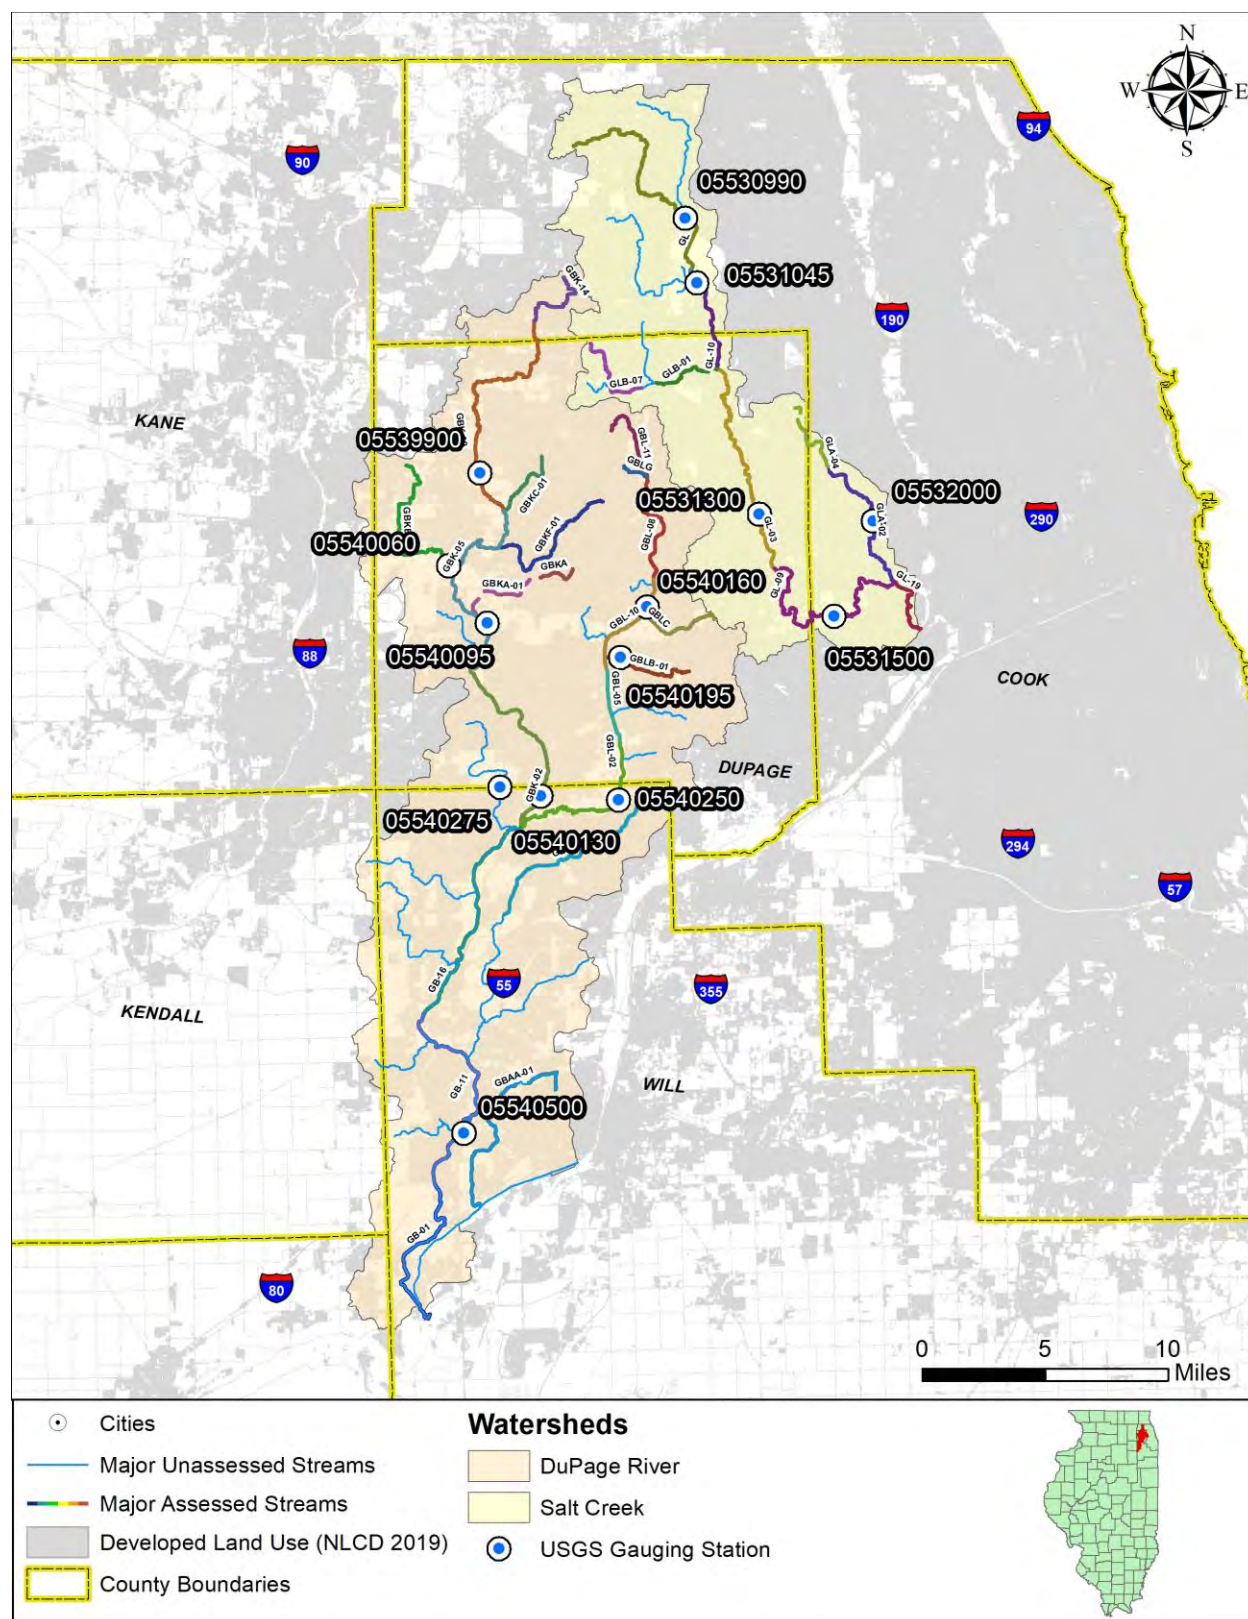 N
W E
S
94
90
05530990
GL
05531045
GBK-14
190
GL-10
GLB-01
GLB-07
KANE
GBL-11
05539900
GBLG
GLA-04
GBKC-01
05531300
05532000
290
GBKF-01
GL-03
GLA-02
05540060
GBL-08
GBK-05
GBKA
GBKA-01
05540160
GL-09
GL-19
GBL-10
GBLC
88
05540095
05531500
GBLB-01
COOK
05540195
GBL-05
GBL-02
DUPAGE
GBK-02
05540250
05540275
05540130
294
57
GB-16
55
355
KENDALL
GBAA-01
WILL
GB-11
05540500
GB-01
80
0 5 10
Miles
Cities
Major Unassessed Streams
Major Assessed Streams
Developed Land Use (NLCD 2019)
County Boundaries
Watersheds
DuPage River
Salt Creek
USGS Gauging Station